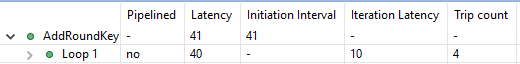 Pipelined Latency Initiation Interval Iteration Latency Trip count
AddRoundKey - 41 41 - -
Loop 1 no 40 - 10 4